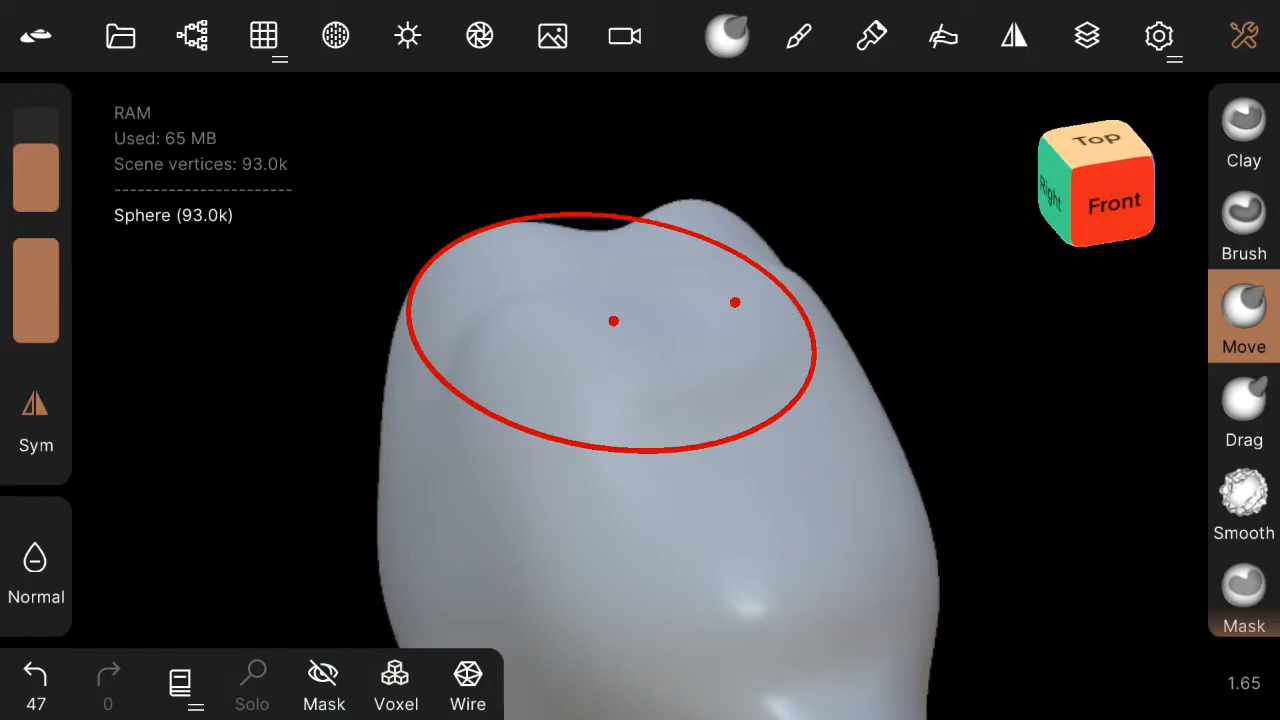 RAM
Used: 65 MB
Scene vertices: 93.0k
-----------------------
Sphere (93.0k)
Top
Right
Front
Clay
Brush
Move
Drag
Smooth
Mask
Sym
Normal
47
0
Solo
Mask
Voxel
Wire
1.65